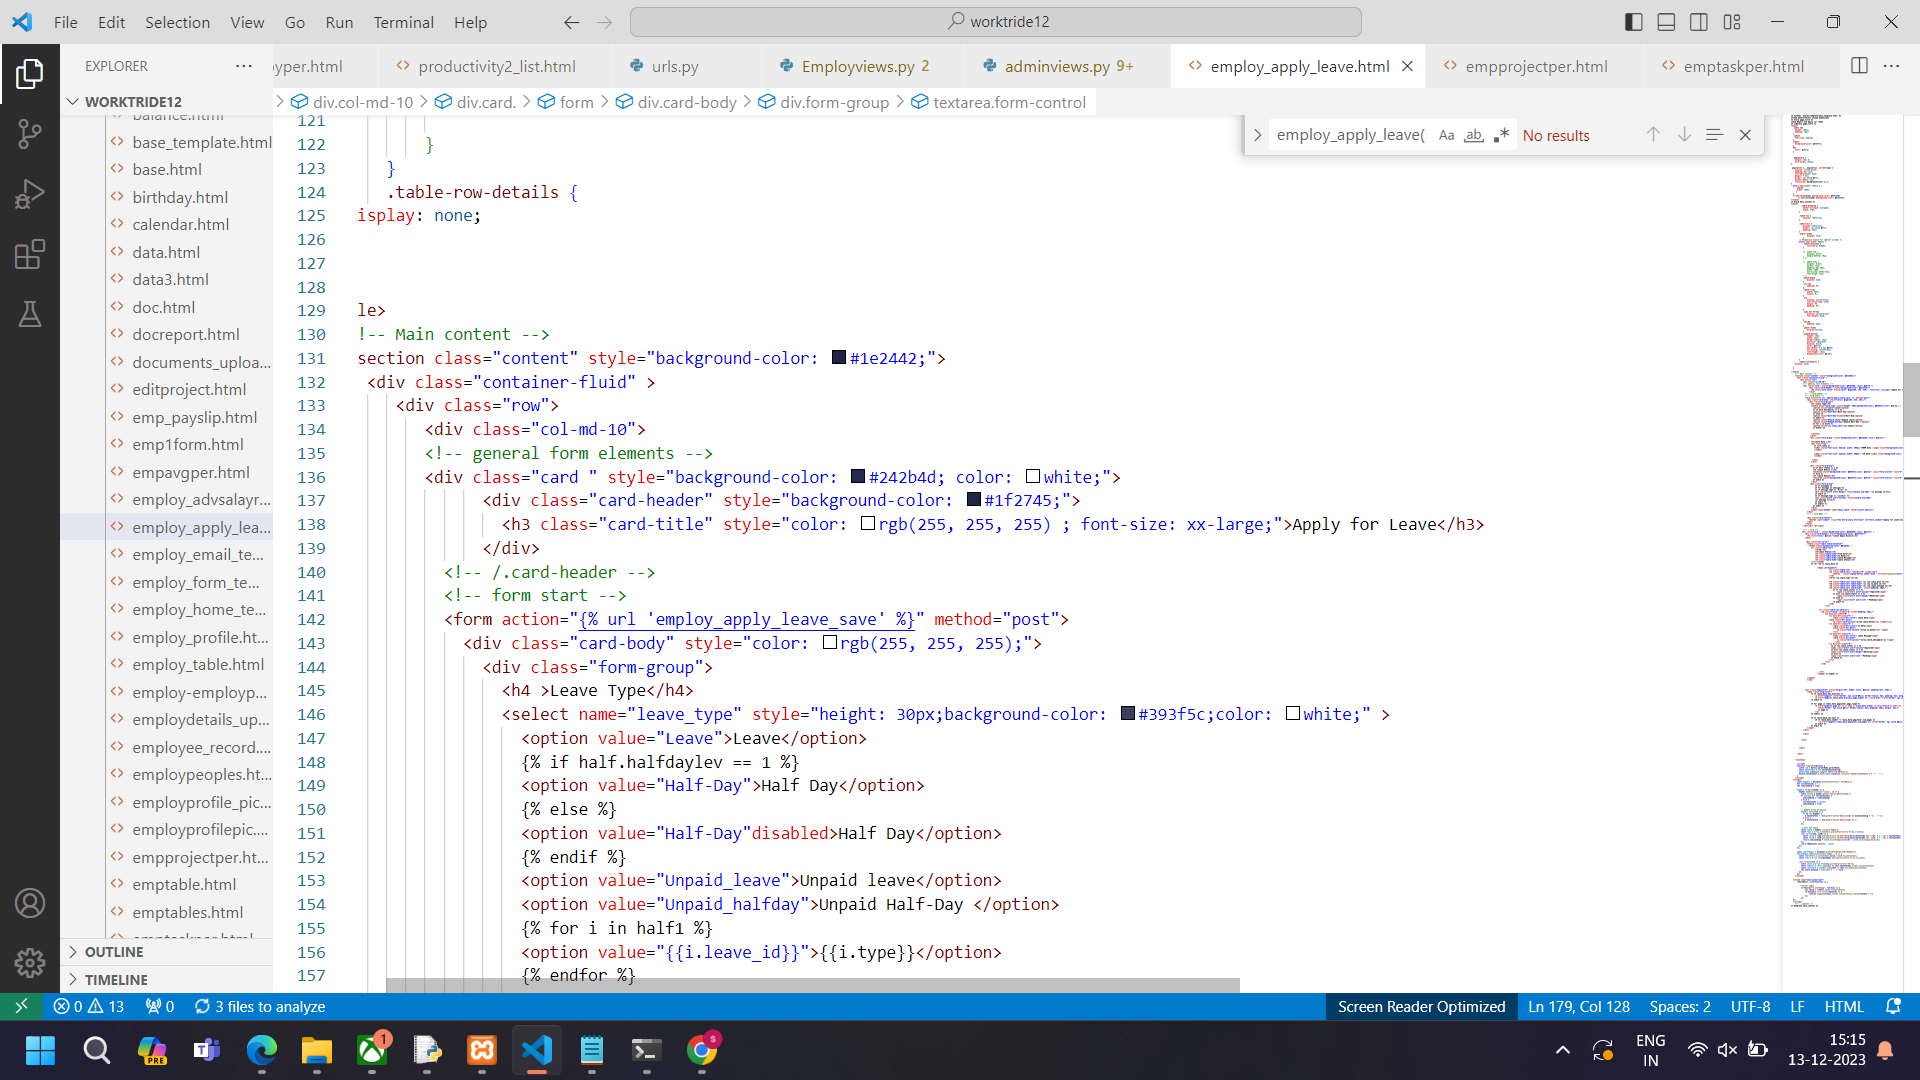 File Edit Selection View Go Run Terminal Help
worktride12
EXPLORER
yper.html
productivity2_list.html
urls.py
Employviews.py 2
adminviews.py 9+
employ_apply_leave.html
empprojectper.html
emptaskper.html
WORKTRIDE12
div.col-md-10 > div.card. > form > div.card-body > div.form-group > textarea.form-control
employ_apply_leave( Aa ab No results
balance.html
base_template.html
base.html
birthday.html
calendar.html
data.html
data3.html
doc.html
docreport.html
documents_uploa...
editproject.html
emp_payslip.html
emp1form.html
empavgper.html
employ_advsalayr...
employ_apply_lea...
employ_email_te...
employ_form_te...
employ_home_te...
employ_profile.ht...
employ_table.html
employ-employp...
employdetails_up...
employee_record....
employpeoples.ht...
employprofile_pic...
employprofilepic....
empprojectper.ht...
emptable.html
emptables.html
OUTLINE
TIMELINE
121
122 }
123 }
124 .table-row-details {
125 isplay: none;
126
127
128
129 le>
130 !-- Main content -->
131 section class="content" style="background-color: #1e2442;">
132 <div class="container-fluid" >
133 <div class="row">
134 <div class="col-md-10">
135 <!-- general form elements -->
136 <div class="card " style="background-color: #242b4d; color: white;">
137 <div class="card-header" style="background-color: #1f2745;">
138 <h3 class="card-title" style="color: rgb(255, 255, 255) ; font-size: xx-large;">Apply for Leave</h3>
139 </div>
140 <!-- /.card-header -->
141 <!-- form start -->
142 <form action="{% url 'employ_apply_leave_save' %}" method="post">
143 <div class="card-body" style="color: rgb(255, 255, 255);">
144 <div class="form-group">
145 <h4 >Leave Type</h4>
146 <select name="leave_type" style="height: 30px;background-color: #393f5c;color: white;" >
147 <option value="Leave">Leave</option>
148 {% if half.halfdaylev == 1 %}
149 <option value="Half-Day">Half Day</option>
150 {% else %}
151 <option value="Half-Day"disabled>Half Day</option>
152 {% endif %}
153 <option value="Unpaid_leave">Unpaid leave</option>
154 <option value="Unpaid_halfday">Unpaid Half-Day </option>
155 {% for i in half1 %}
156 <option value="{{i.leave_id}}">{{i.type}}</option>
157 {% endfor %}
0 13 0 3 files to analyze
Screen Reader Optimized Ln 179, Col 128 Spaces: 2 UTF-8 LF HTML
PRE
1
S
ENG
IN
15:15
13-12-2023